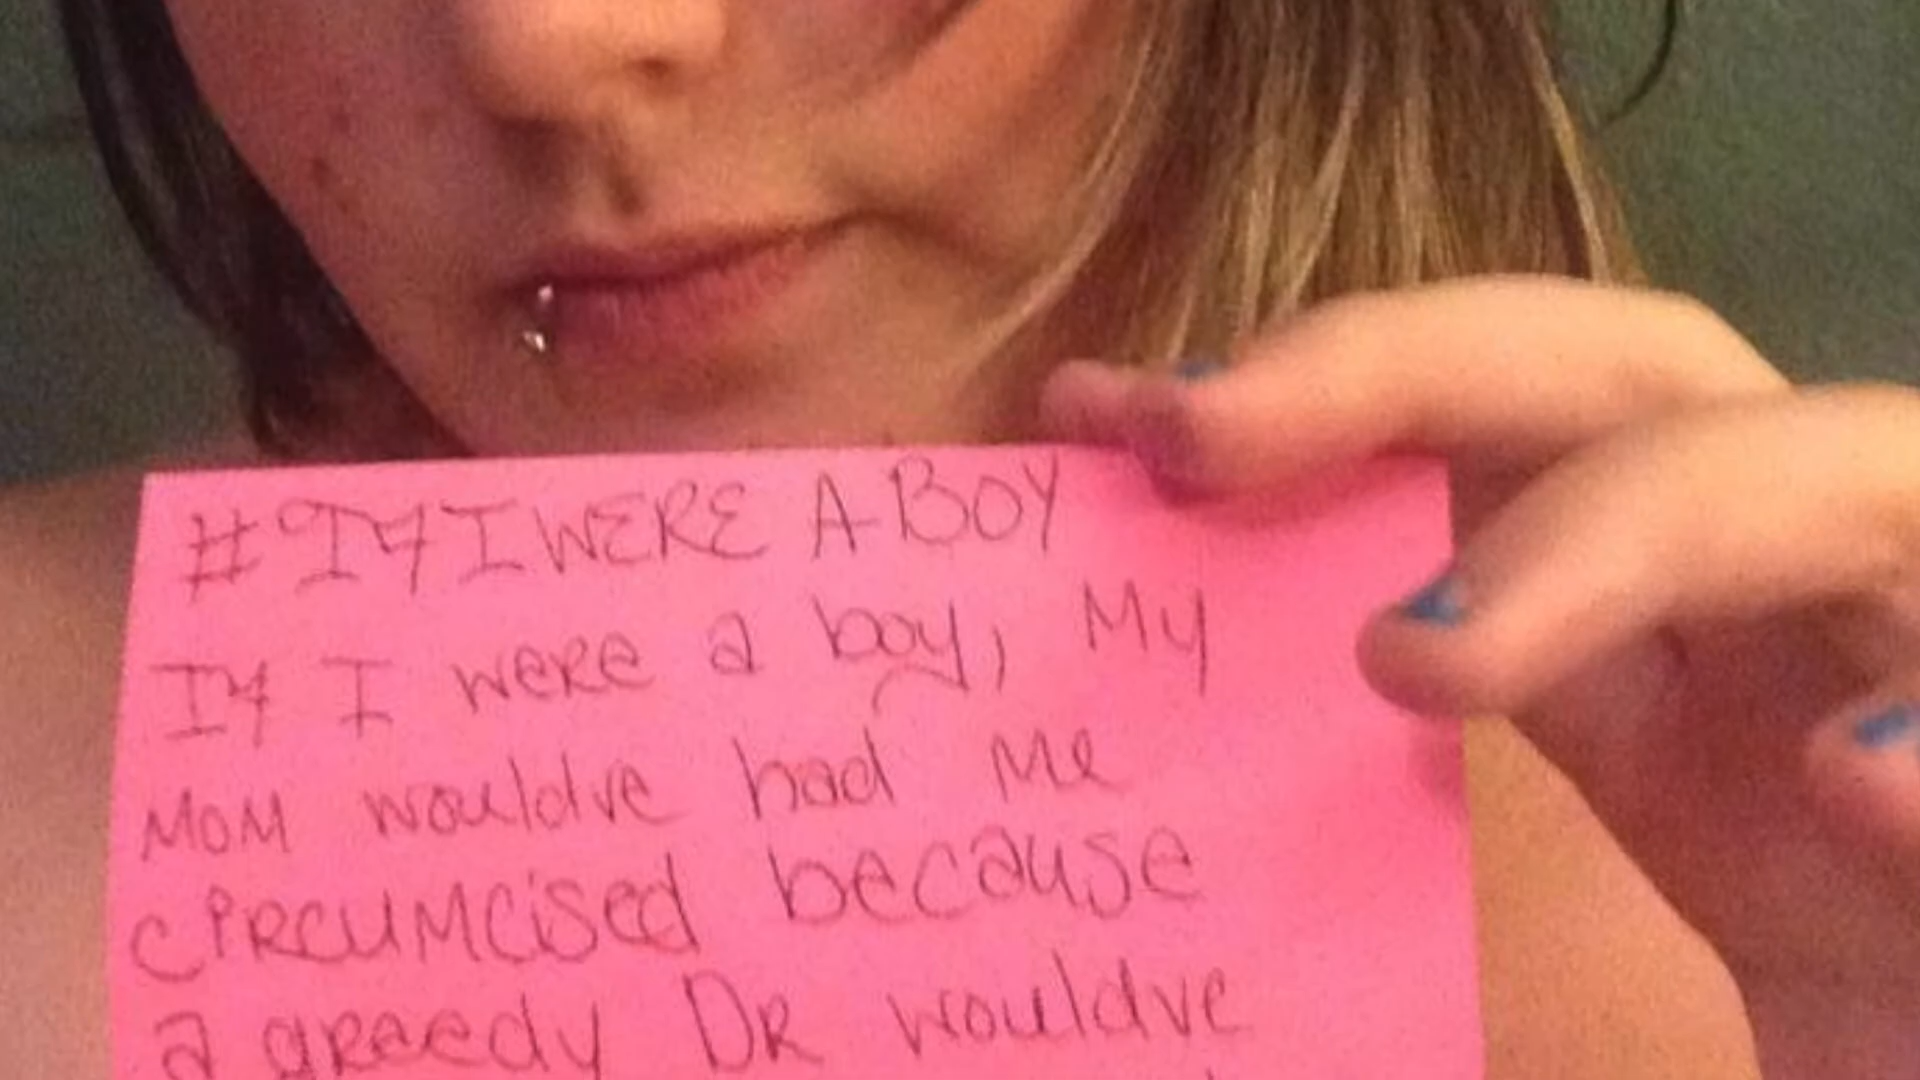 #IFIWERE A BOY
If I were a boy, My
MOM wouldve had Me
CiRCUMCised because
a greedy DR wouldve